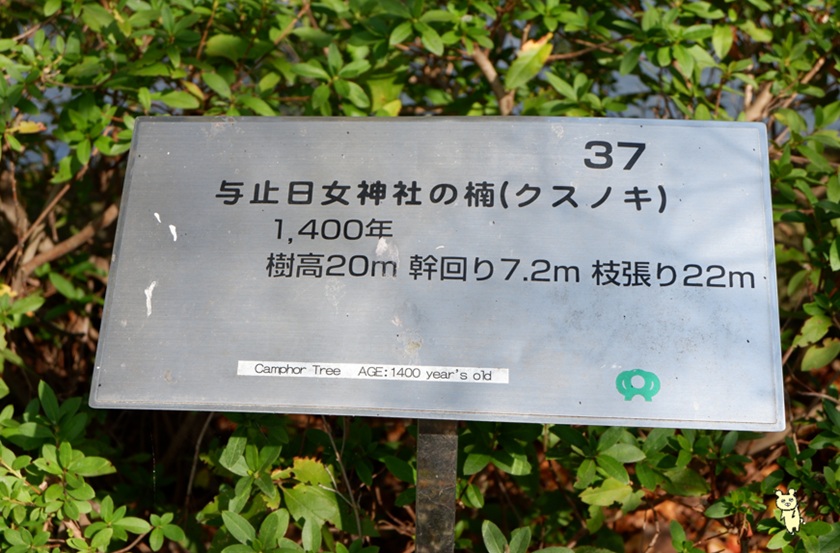 37
与止日女神社の楠(クスノキ)
1,400年
樹高20m 幹回り7.2m 枝張り22m
Camphor Tree AGE:1400 year's old